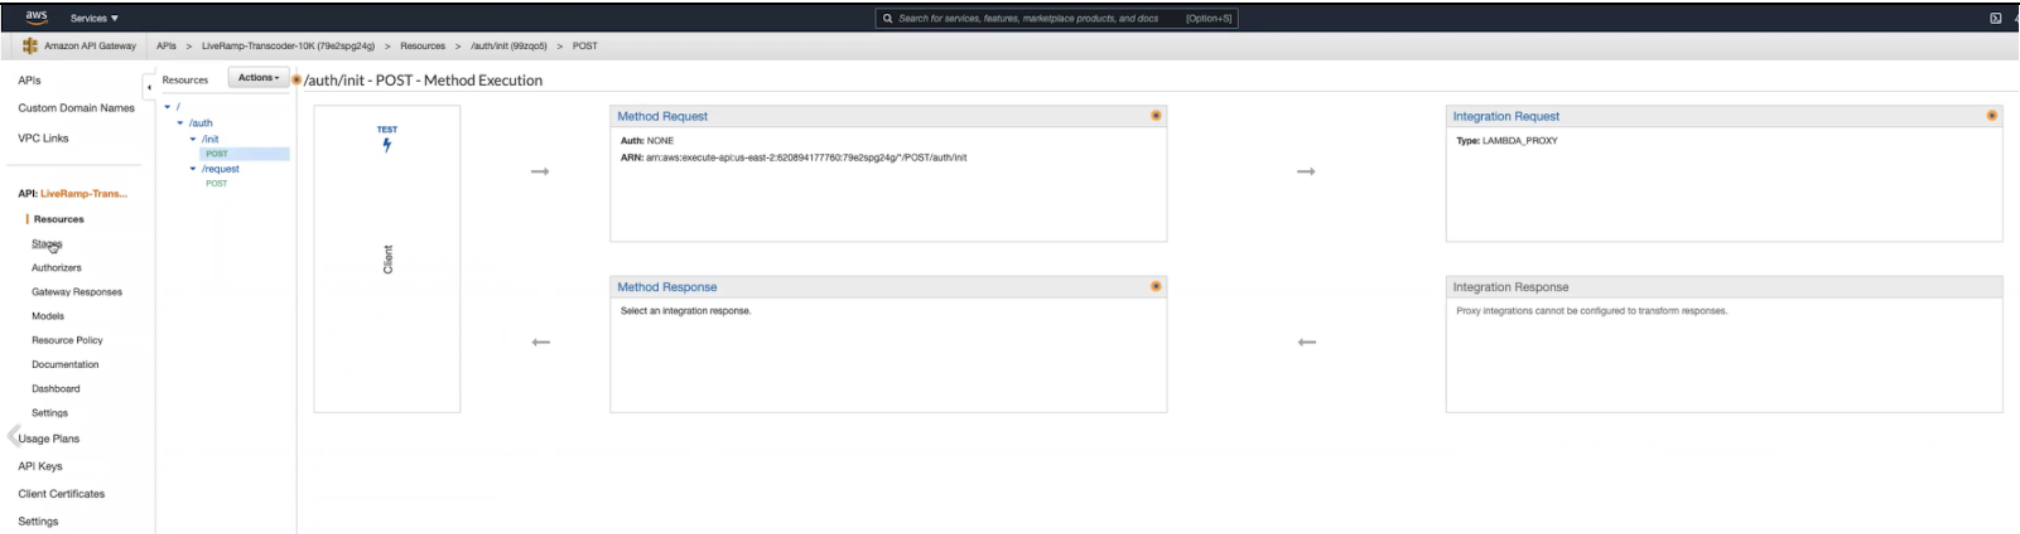 aws Services ▼ Search for services, features, marketplace products, and docs [Option+S]
Amazon API Gateway APIs > LiveRamp-Transcoder-10K (79e2spg24g) > Resources > /auth/init (99zqo5) > POST
APIs
Custom Domain Names
VPC Links
API: LiveRamp-Trans...
Resources
Stages
Authorizers
Gateway Responses
Models
Resource Policy
Documentation
Dashboard
Settings
Usage Plans
API Keys
Client Certificates
Settings
Resources Actions
/
/auth
/init
POST
/request
POST
/auth/init - POST - Method Execution
TEST
Client
Method Request
Auth: NONE
ARN: arn:aws:execute-api:us-east-2:620894177760:79e2spg24g/*/POST/auth/init
Integration Request
Type: LAMBDA_PROXY
Method Response
Select an integration response.
Integration Response
Proxy integrations cannot be configured to transform responses.